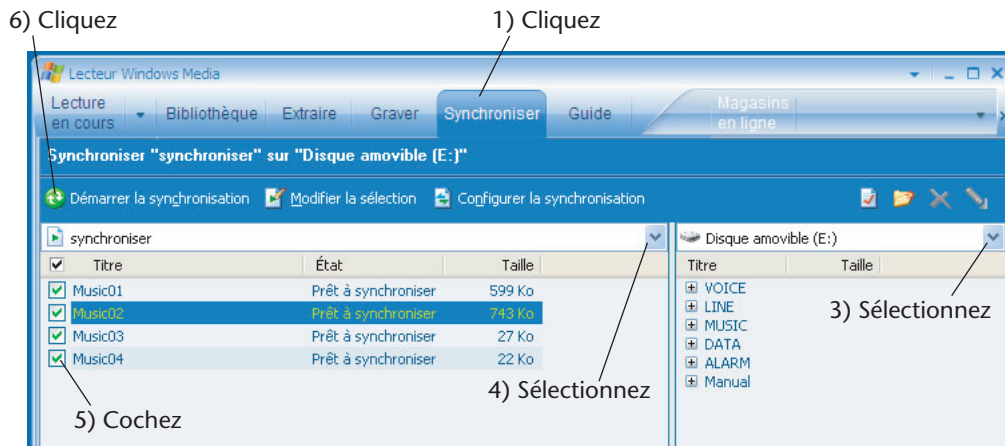 6) Cliquez
1) Cliquez
Lecteur Windows Media
Lecture
en cours
Bibliothèque
Extraire
Graver
Synchroniser
Guide
Magasins
en ligne
Synchroniser "synchroniser" sur "Disque amovible (E:)"
Démarrer la synchronisation
Modifier la sélection
Configurer la synchronisation
synchroniser
Disque amovible (E:)
Titre État Taille
Titre Taille
Music01 Prêt à synchroniser 599 Ko
Music02 Prêt à synchroniser 743 Ko
Music03 Prêt à synchroniser 27 Ko
Music04 Prêt à synchroniser 22 Ko
VOICE
LINE
MUSIC
DATA
ALARM
Manual
3) Sélectionnez
4) Sélectionnez
5) Cochez